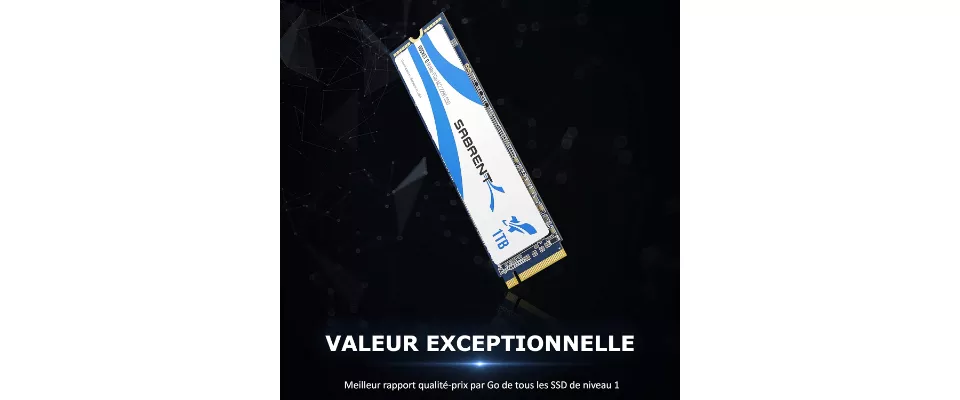 SABRENT
1TB
VALEUR EXCEPTIONNELLE
Meilleur rapport qualité-prix par Go de tous les SSD de niveau 1